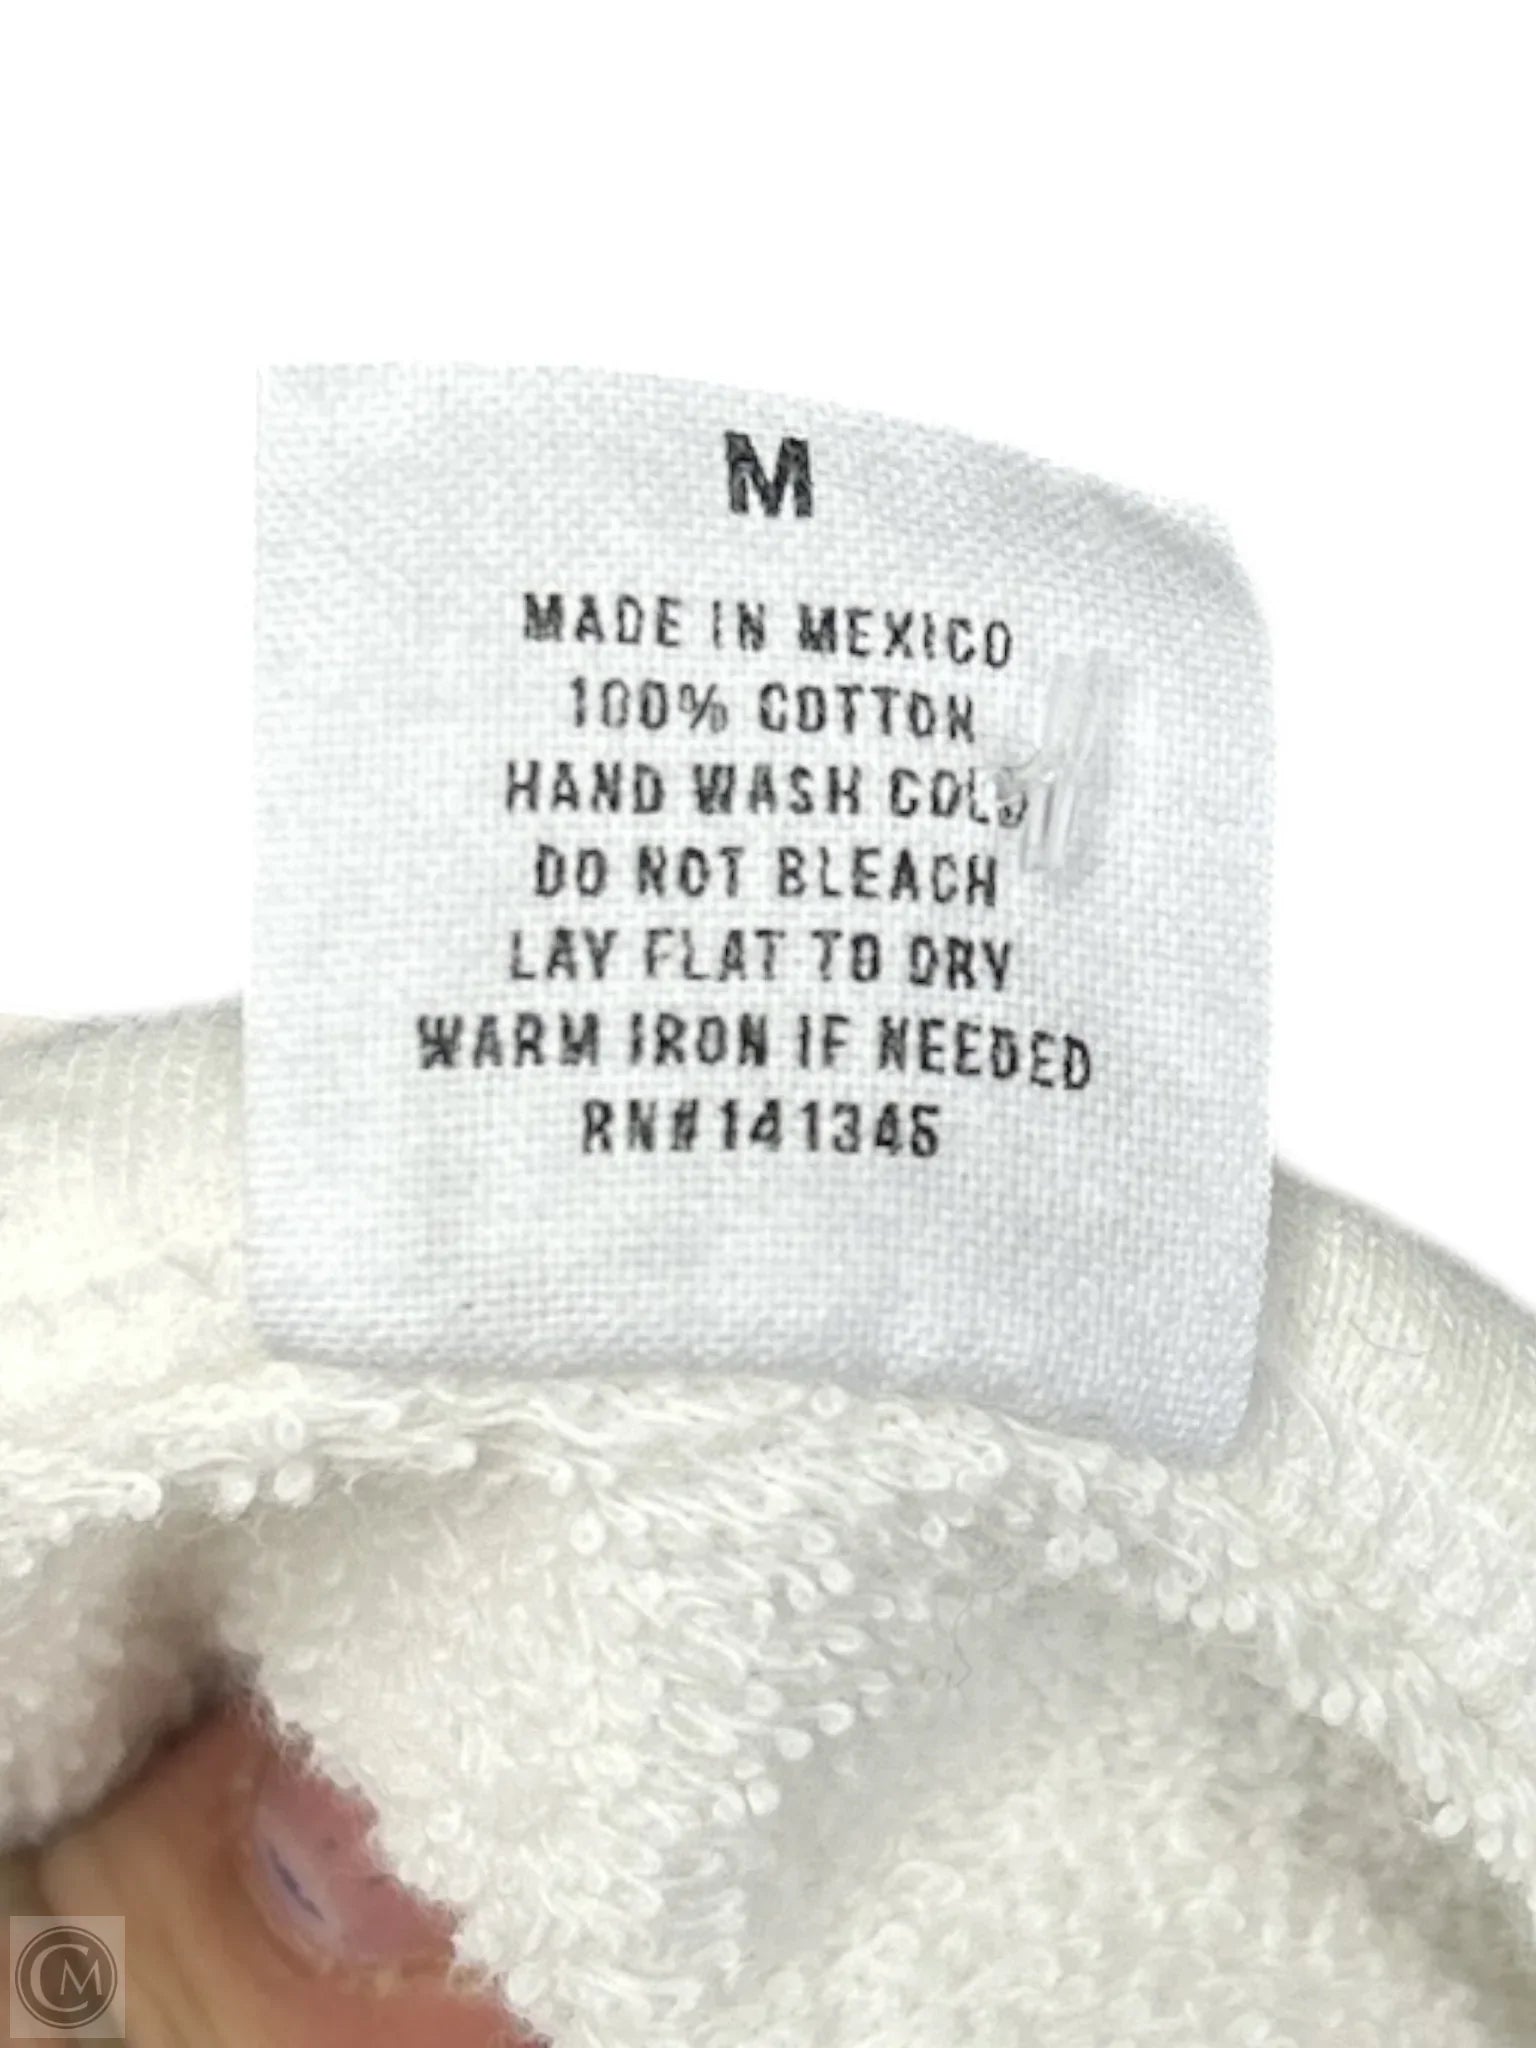 M
MADE IN MEXICO
100% COTTON
HAND WASH COLD
DO NOT BLEACH
LAY FLAT TO DRY
WARM IRON IF NEEDED
RN#141345
CM